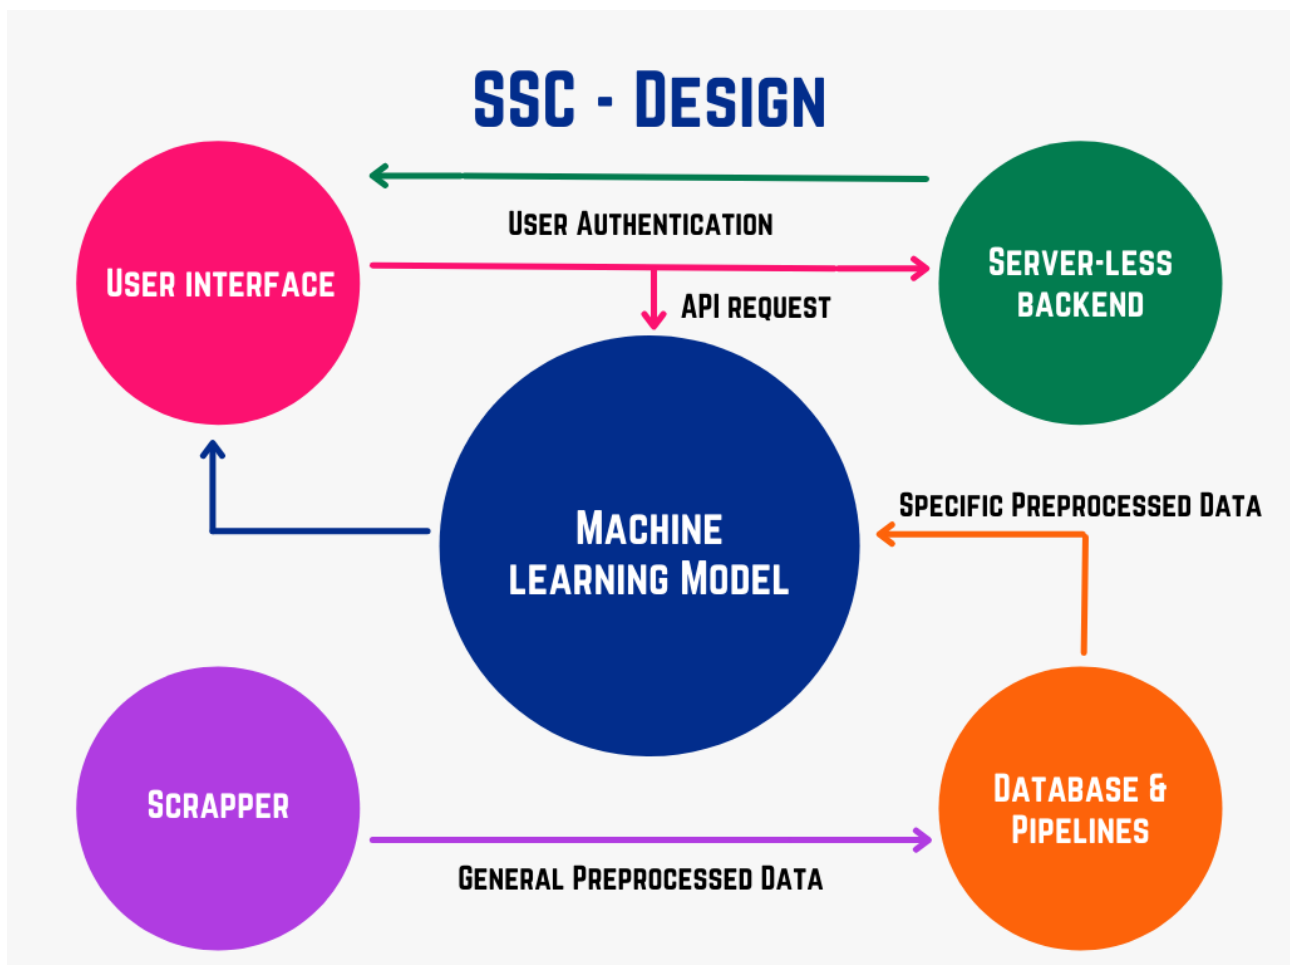 SSC - Design
User Authentication
User interface
Server-less
backend
API request
Specific Preprocessed Data
Machine
learning Model
Scrapper
Database &
Pipelines
General Preprocessed Data